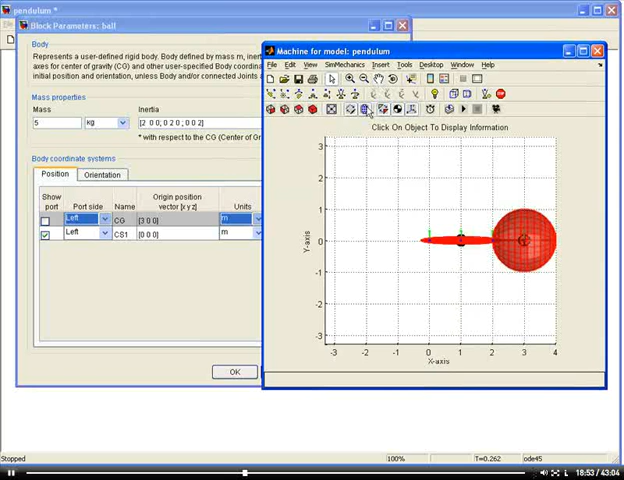 pendulum *
Block Parameters: ball
Body
Represents a user-defined rigid body. Body defined by mass m, iner
axes for center of gravity (CG) and other user-specified Body coordina
initial position and orientation, unless Body and/or connected Joints a
Mass properties
Mass
Inertia
5
kg
[2 0 0; 0 2 0; 0 0 2]
* with respect to the CG (Center of Gr
Body coordinate systems
Position
Orientation
Show port
Port side
Name
Origin position vector [x y z]
Units
Left
CG
[3 0 0]
m
Left
CS1
[0 0 0]
m
OK
Machine for model: pendulum
File Edit View SimMechanics Insert Tools Desktop Window Help
Click On Object To Display Information
3
2
1
0
-1
-2
-3
Y-axis
-3 -2 -1 0 1 2 3 4
X-axis
Stopped
100%
T=0.262
ode45
18:53 / 43:04